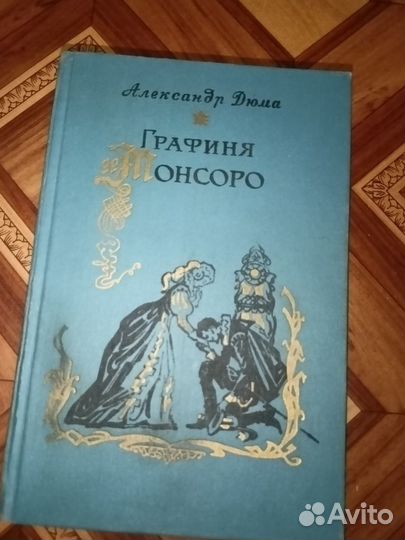 Александр Дюма
Графиня
Монсоро
Avito